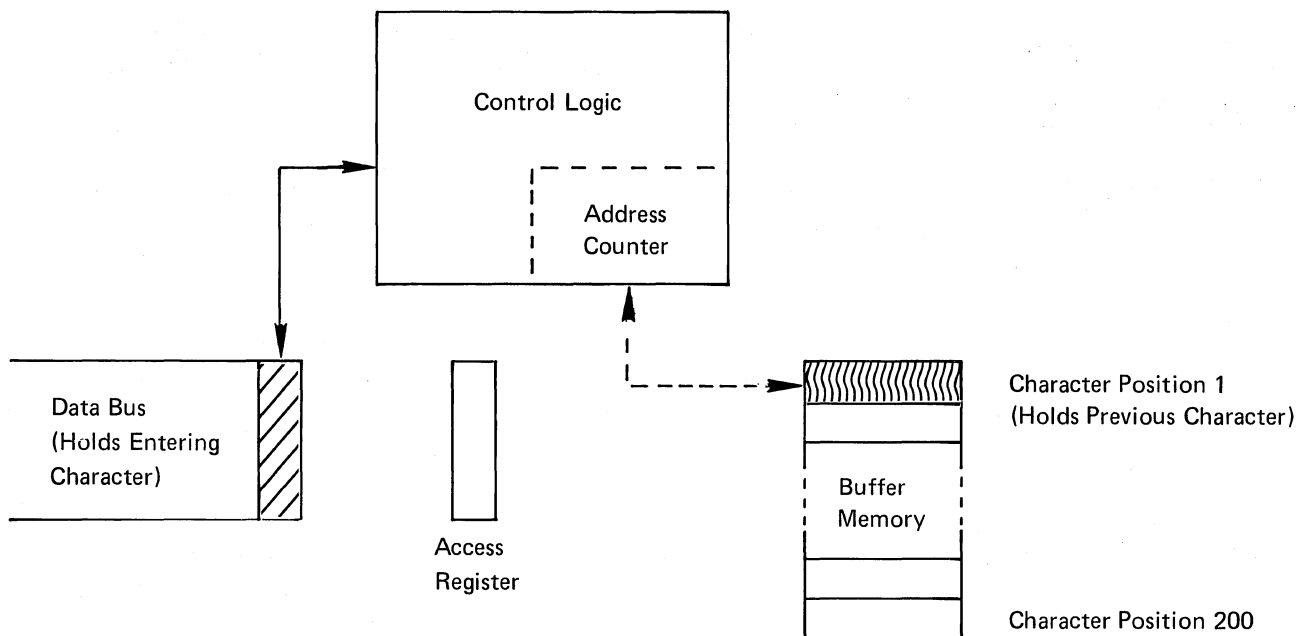 Control Logic
Address
Counter
Data Bus
(Holds Entering
Character)
Access
Register
Buffer
Memory
Character Position 1
(Holds Previous Character)
Character Position 200